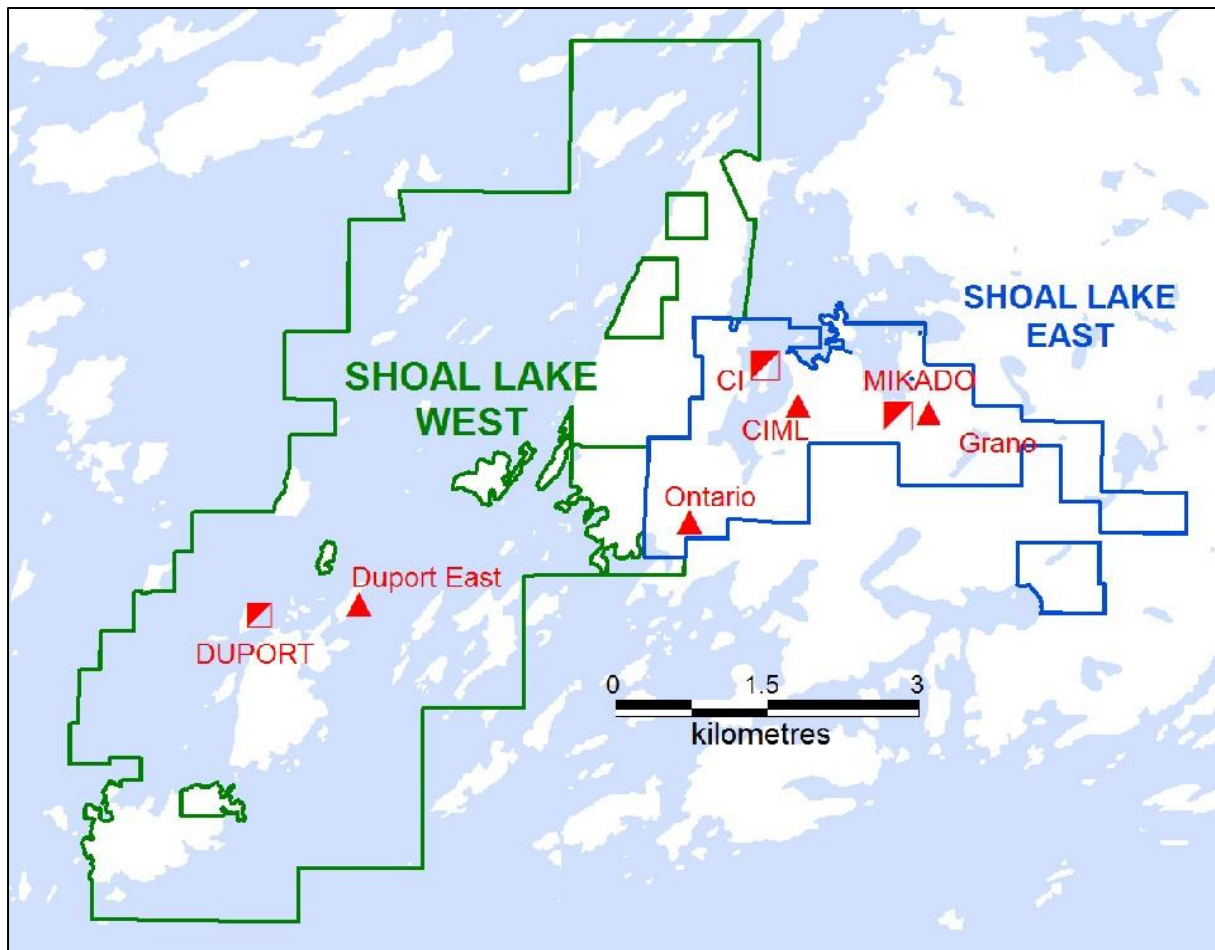 SHOAL LAKE
EAST
SHOAL LAKE
WEST
CI
MIKADO
CIML
Grano
Ontario
Duport East
DUPORT
0 1.5 3
kilometres